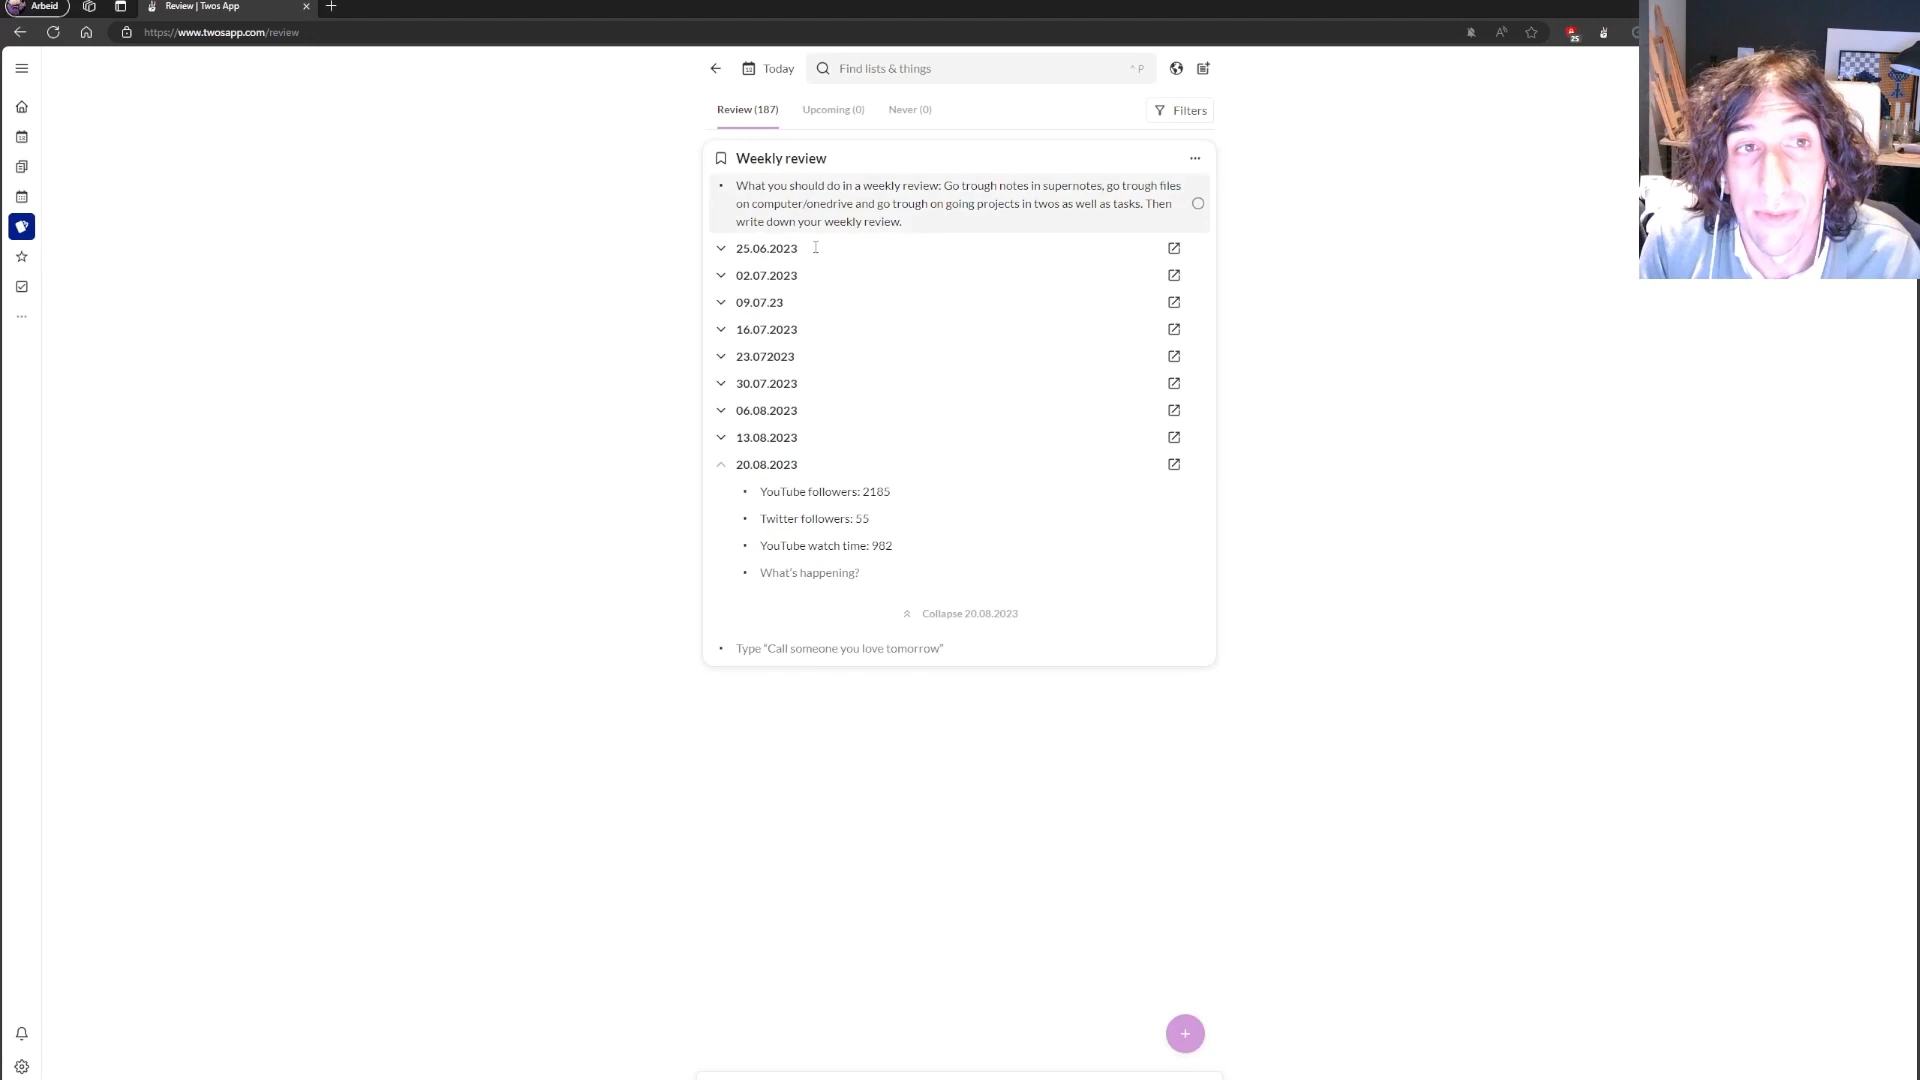 Arbeid
Review | Twos App
https://www.twosapp.com/review
25
Today
Find lists & things
^ P
Review (187)
Upcoming (0)
Never (0)
Filters
Weekly review
What you should do in a weekly review: Go trough notes in supernotes, go trough files
on computer/onedrive and go trough on going projects in twos as well as tasks. Then
write down your weekly review.
25.06.2023
02.07.2023
09.07.23
16.07.2023
23.072023
30.07.2023
06.08.2023
13.08.2023
20.08.2023
YouTube followers: 2185
Twitter followers: 55
YouTube watch time: 982
What's happening?
Collapse 20.08.2023
Type "Call someone you love tomorrow"